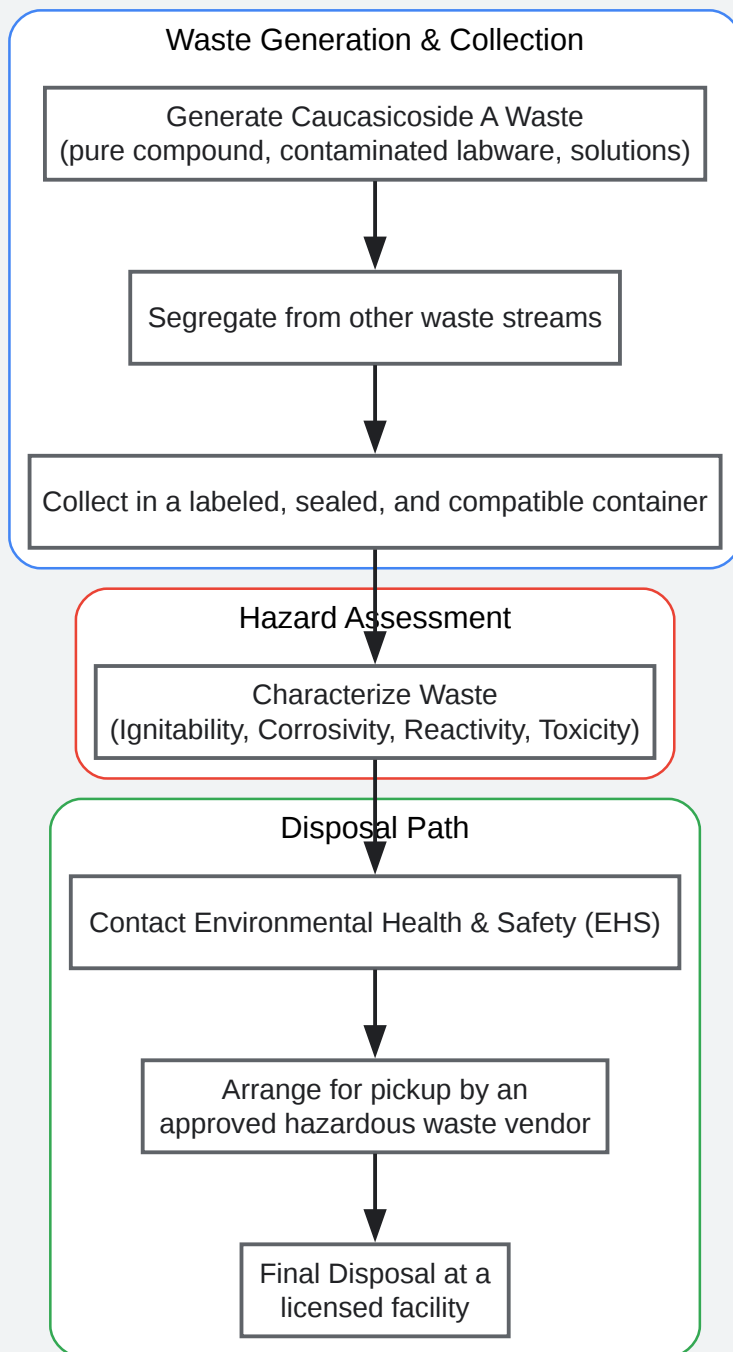 Waste Generation & Collection
Generate Caucasicoside A Waste
(pure compound, contaminated labware, solutions)
Segregate from other waste streams
Collect in a labeled, sealed, and compatible container
Hazard Assessment
Characterize Waste
(Ignitability, Corrosivity, Reactivity, Toxicity)
Disposal Path
Contact Environmental Health & Safety (EHS)
Arrange for pickup by an
approved hazardous waste vendor
Final Disposal at a
licensed facility